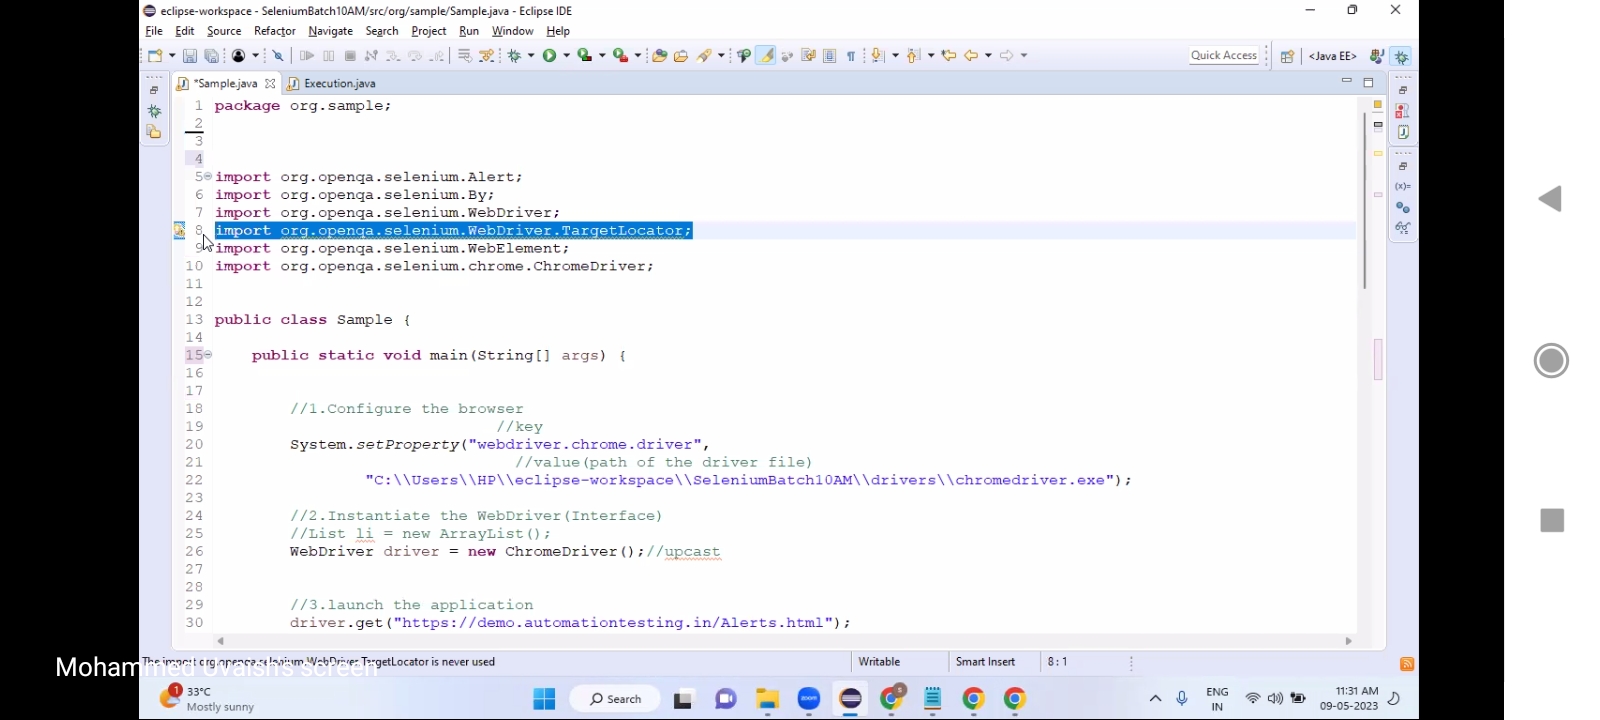 eclipse-workspace - SeleniumBatch10AM/src/org/sample/Sample.java - Eclipse IDE
File Edit Source Refactor Navigate Search Project Run Window Help
Quick Access <Java EE>
*Sample.java Execution.java
1 package org.sample;
2
3
4
5 import org.openqa.selenium.Alert;
6 import org.openqa.selenium.By;
7 import org.openqa.selenium.WebDriver;
8 import org.openqa.selenium.WebDriver.TargetLocator;
9 import org.openqa.selenium.WebElement;
10 import org.openqa.selenium.chrome.ChromeDriver;
11
12
13 public class Sample {
14
15 public static void main(String[] args) {
16
17
18 //1.Configure the browser
19 //key
20 System.setProperty("webdriver.chrome.driver",
21 //value(path of the driver file)
22 "C:\\Users\\HP\\eclipse-workspace\\SeleniumBatch10AM\\drivers\\chromedriver.exe");
23
24 //2.Instantiate the WebDriver(Interface)
25 //List li = new ArrayList();
26 WebDriver driver = new ChromeDriver();//upcast
27
28
29 //3.launch the application
30 driver.get("https://demo.automationtesting.in/Alerts.html");
The import org.openqa.selenium.WebDriver.TargetLocator is never used Writable Smart Insert 8 : 1
Mohammed Uvaish's screen
1 33°C
Mostly sunny
Search
zoom
S
ENG
IN
11:31 AM
09-05-2023